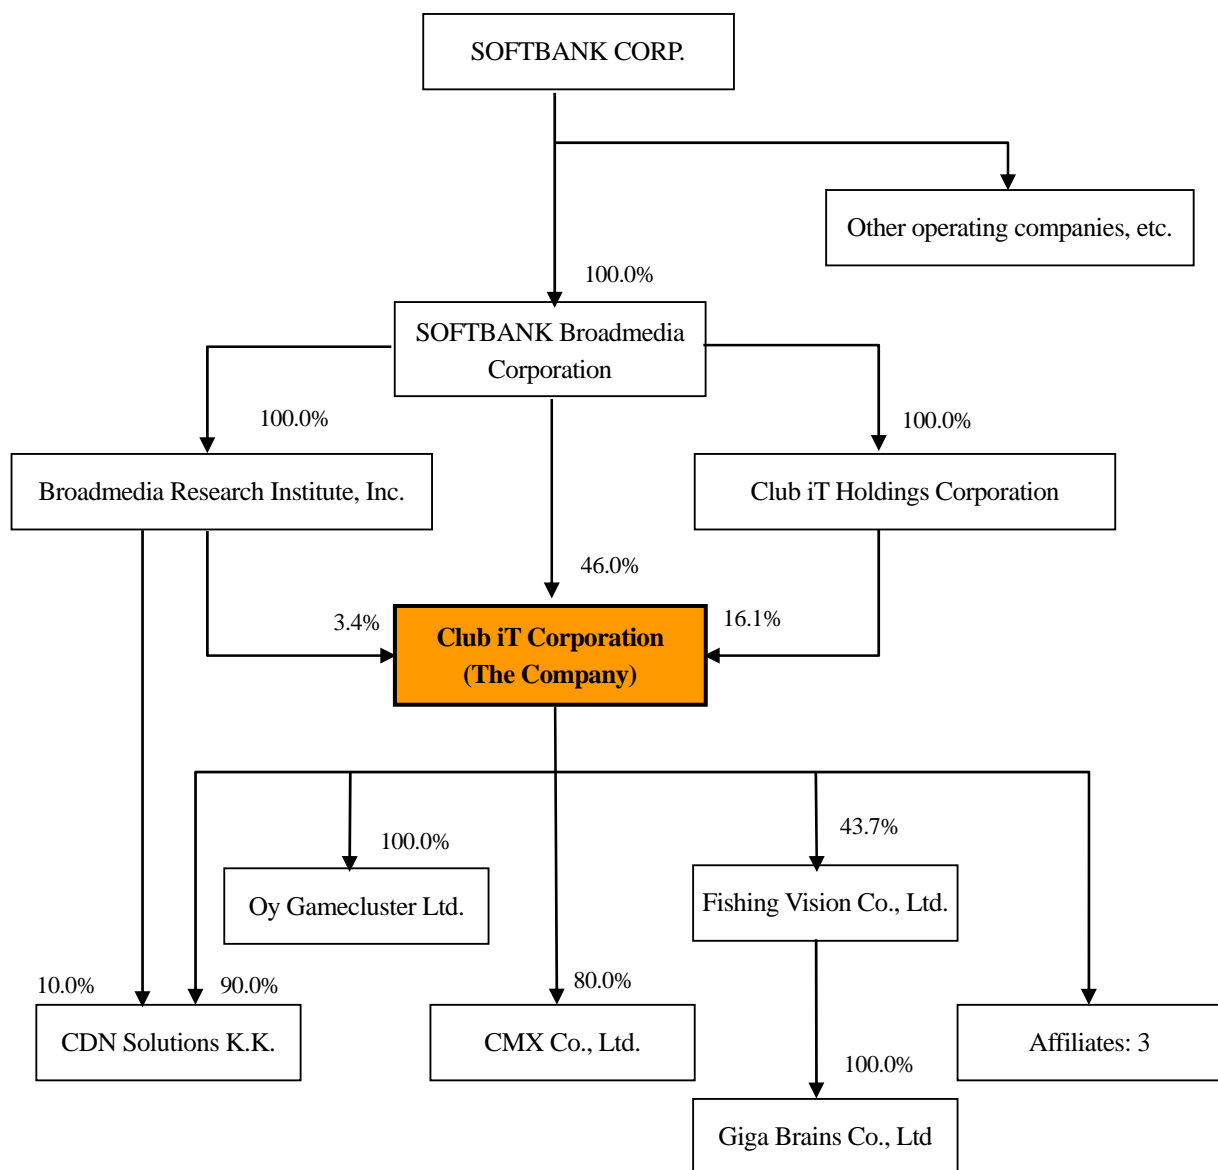 SOFTBANK CORP.
Other operating companies, etc.
100.0%
SOFTBANK Broadmedia
Corporation
100.0%
100.0%
Broadmedia Research Institute, Inc.
Club iT Holdings Corporation
46.0%
3.4%
16.1%
Club iT Corporation
(The Company)
100.0%
43.7%
Oy Gamecluster Ltd.
Fishing Vision Co., Ltd.
10.0%
90.0%
80.0%
CDN Solutions K.K.
CMX Co., Ltd.
Affiliates: 3
100.0%
Giga Brains Co., Ltd